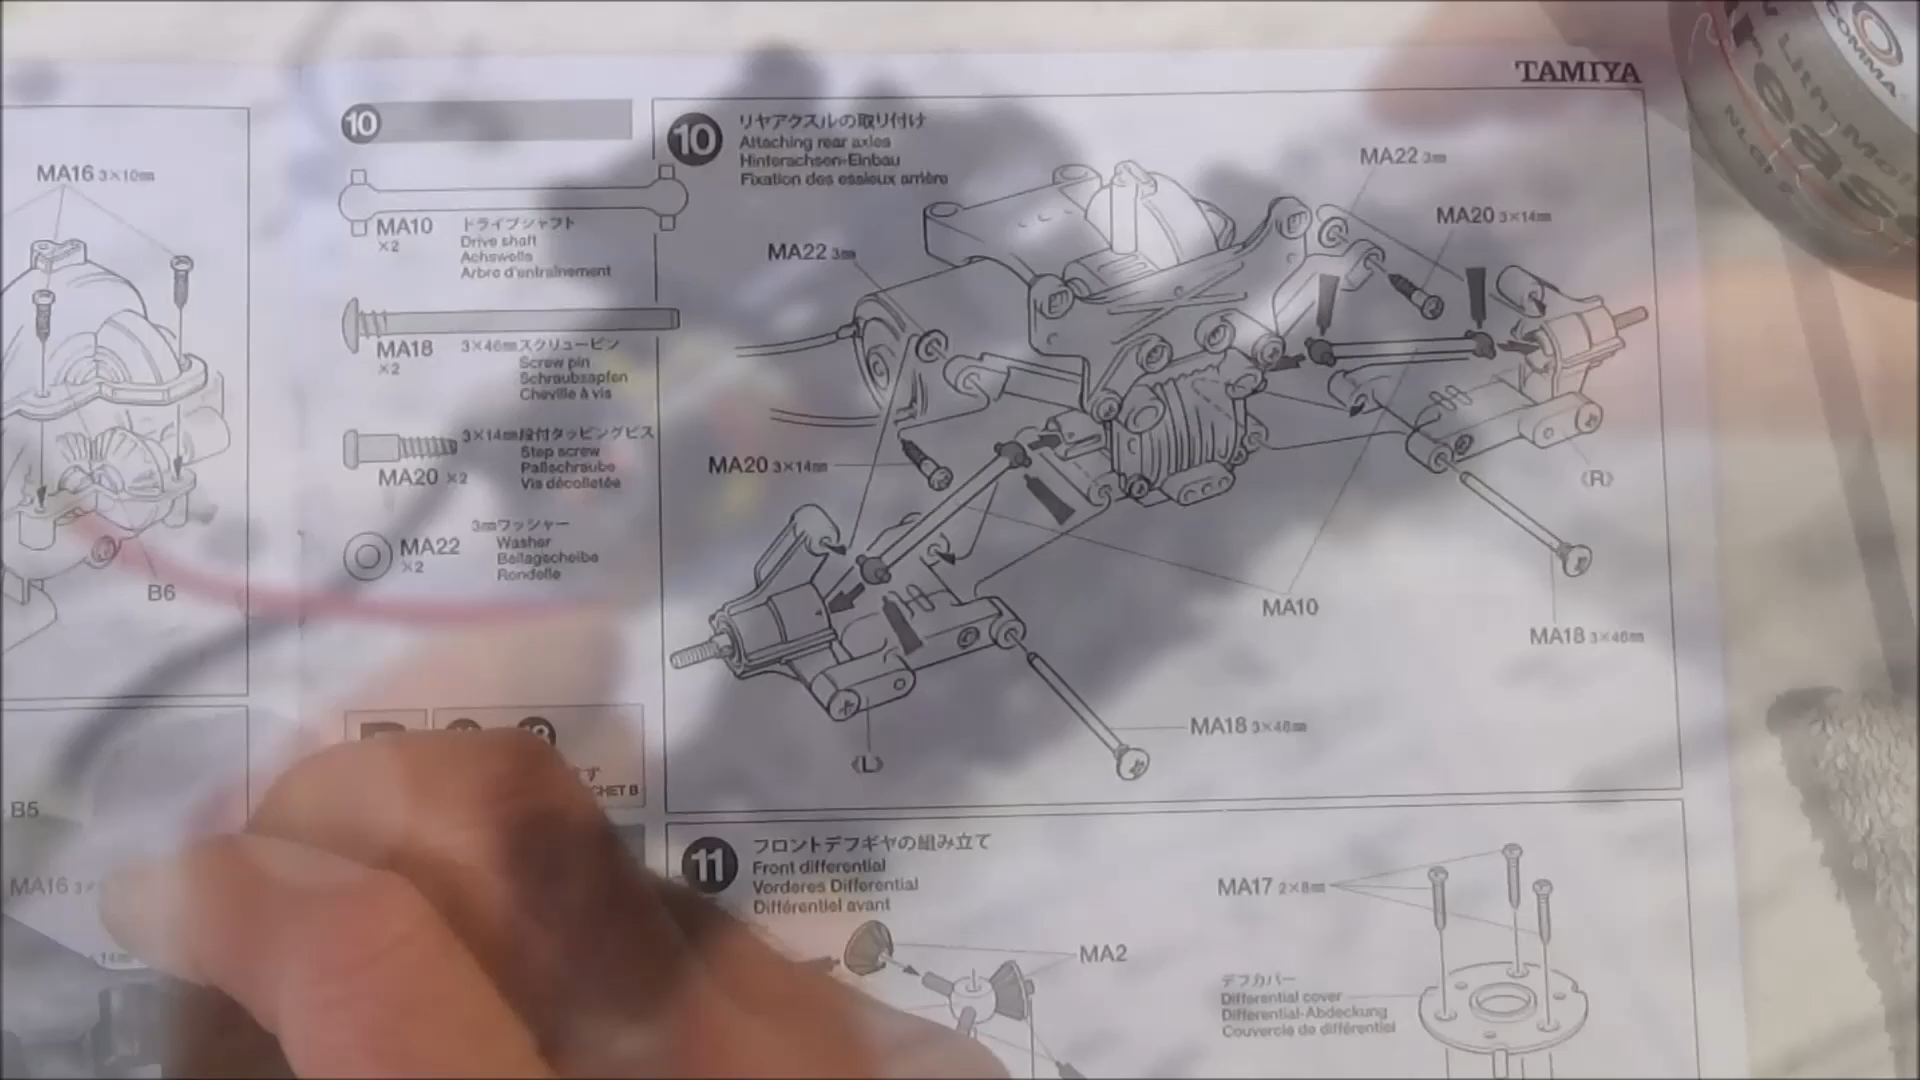 TAMIYA
MA16 3×10㎜
B6
B5
MA16 3×
10
MA10
×2
ドライブシャフト
Drive shaft
Achswelle
Arbre d'entraînement
MA18
×2
3×46㎜スクリューピン
Screw pin
Schraubzapfen
Cheville à vis
MA20 ×2
3×14㎜段付タッピングビス
Step screw
Paßschraube
Vis décolletée
MA22
×2
3㎜ワッシャー
Washer
Beilagscheibe
Rondelle
CHET B
10
リヤアクスルの取り付け
Attaching rear axles
Hinterachsen-Einbau
Fixation des essieux arrière
MA22 3㎜
MA20 3×14㎜
MA22 3㎜
MA20 3×14㎜
(R)
MA10
MA18 3×46㎜
MA18 3×46㎜
(L)
11
フロントデフギヤの組み立て
Front differential
Vorderes Differential
Différentiel avant
MA17 2×8㎜
MA2
デフカバー
Differential cover
Differential-Abdeckung
Couvercle de différentiel
COMMA